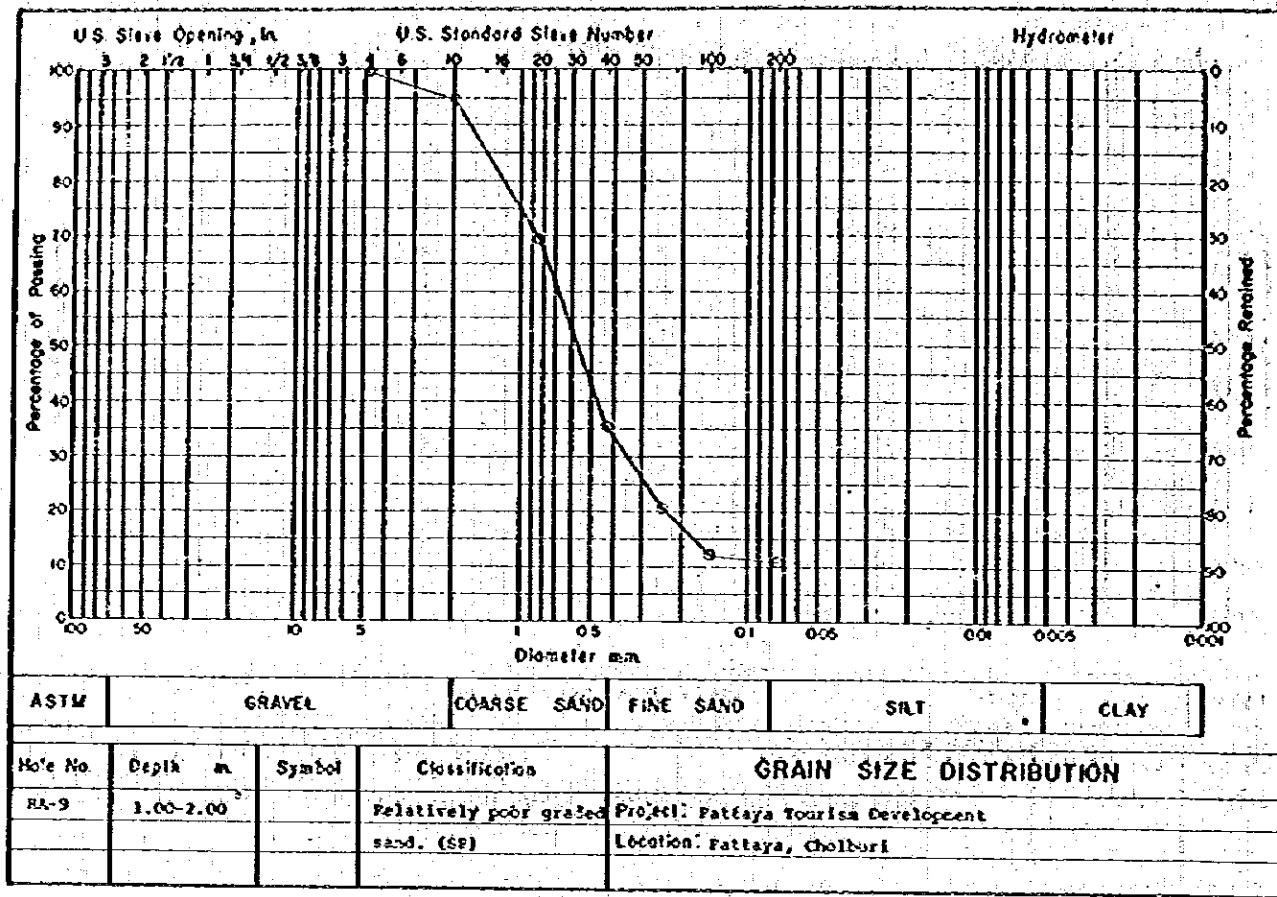 U.S. Sieve Opening, in. U.S. Standard Sieve Number Hydrometer
3 2 1 1/2 1 3/4 1/2 3/8 3 4 6 10 16 20 30 40 50 100 200
100 0
90 10
80 20
70 30
60 40
50 50
40 60
30 70
20 80
10 90
0 100
Percentage of Passing
Percentage Retained
100 50 10 5 1 0.5 0.1 0.05 0.01 0.005 0.001
Diameter mm.
ASTM GRAVEL COARSE SAND FINE SAND SILT CLAY
Hole No. Depth m. Symbol Classification GRAIN SIZE DISTRIBUTION
1.00-2.00 Relatively poor graded Project: Pattaya Tourism Development
sand. (SP) Location: Pattaya, Cholburi